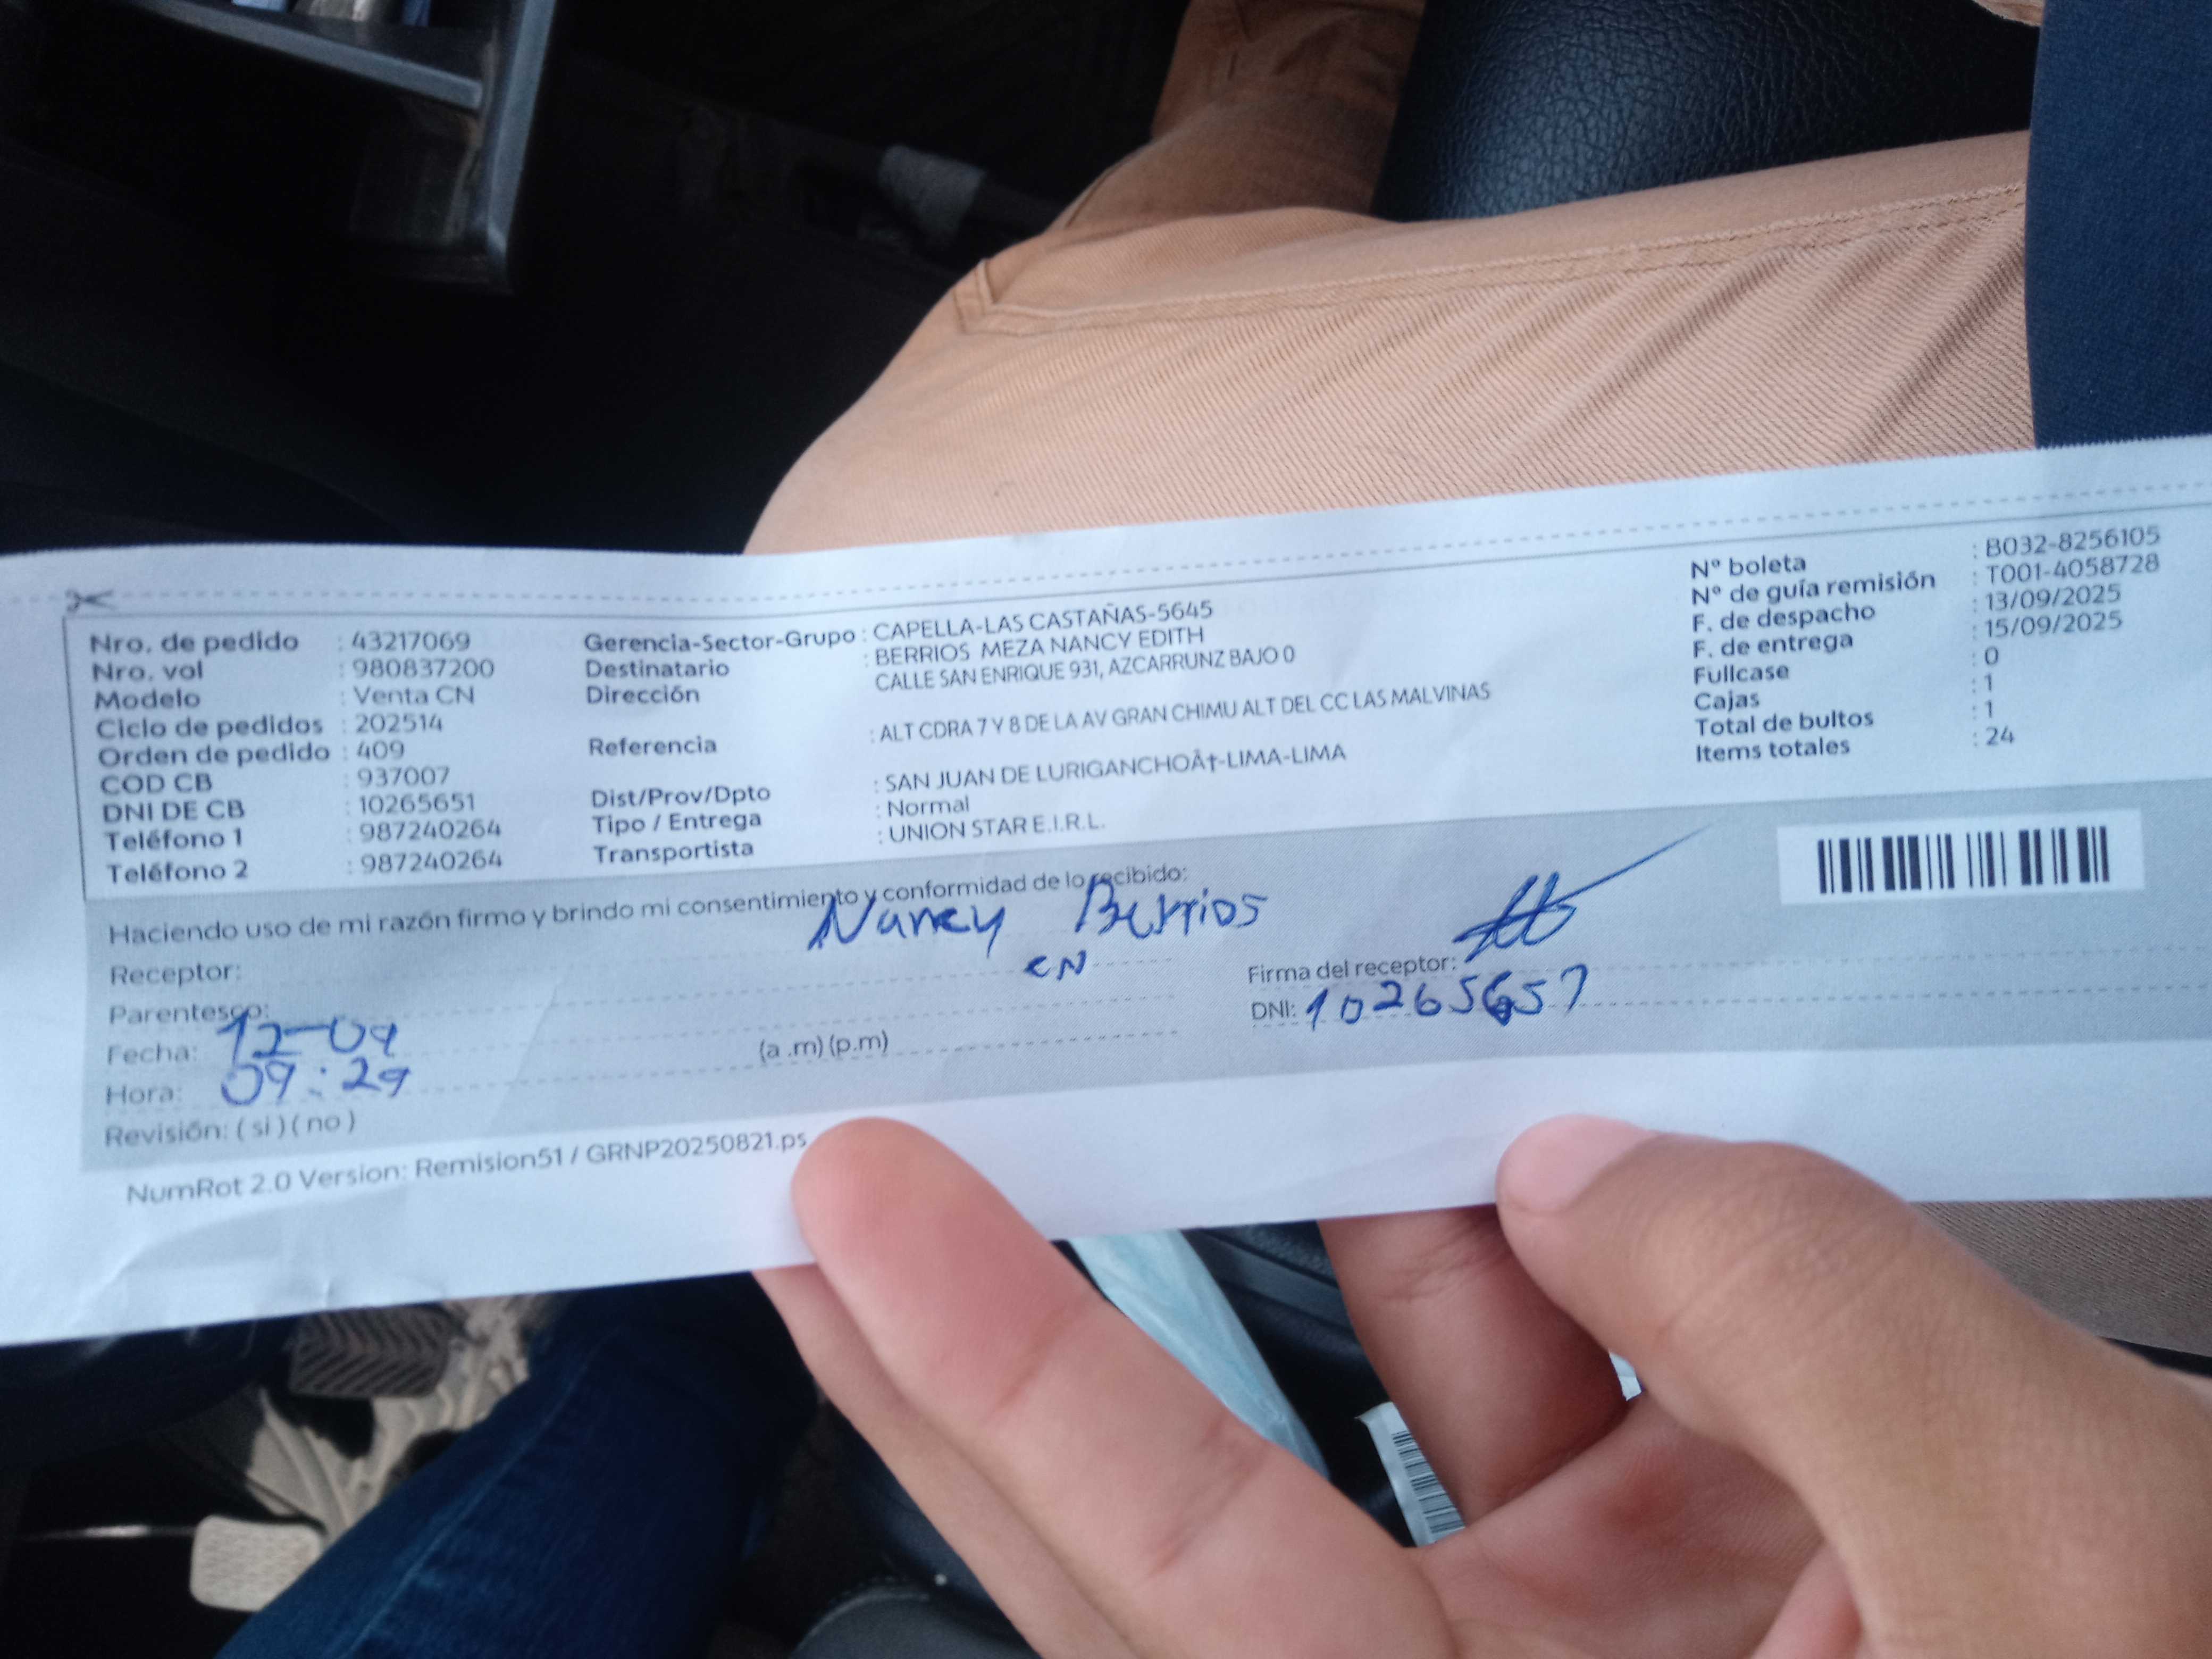 Nro. de pedido : 43217069
Nro. vol : 980837200
Modelo : Venta CN
Ciclo de pedidos : 202514
Orden de pedido : 409
COD CB : 937007
DNI DE CB : 10265651
Teléfono 1 : 987240264
Teléfono 2 : 987240264
Gerencia-Sector-Grupo : CAPELLA-LAS CASTAÑAS-5645
Destinatario : BERRIOS MEZA NANCY EDITH
Dirección CALLE SAN ENRIQUE 931, AZCARRUNZ BAJO 0
Referencia : ALT CDRA 7 Y 8 DE LA AV GRAN CHIMU ALT DEL CC LAS MALVINAS
Dist/Prov/Dpto : SAN JUAN DE LURIGANCHOÂ†-LIMA-LIMA
Tipo / Entrega : Normal
Transportista : UNION STAR E.I.R.L.
Nº boleta : B032-8256105
Nº de guía remisión : T001-4058728
F. de despacho : 13/09/2025
F. de entrega : 15/09/2025
Fullcase : 0
Cajas : 1
Total de bultos : 1
Items totales : 24
Haciendo uso de mi razón firmo y brindo mi consentimiento y conformidad de lo recibido:
Receptor: Nancy Berrios
Parentesco: CN
Fecha: 12-09
Hora: 09:29 (a .m) (p.m)
Revisión: ( si ) ( no )
Firma del receptor:
DNI: 10265657
NumRot 2.0 Version: Remision51 / GRNP20250821.ps